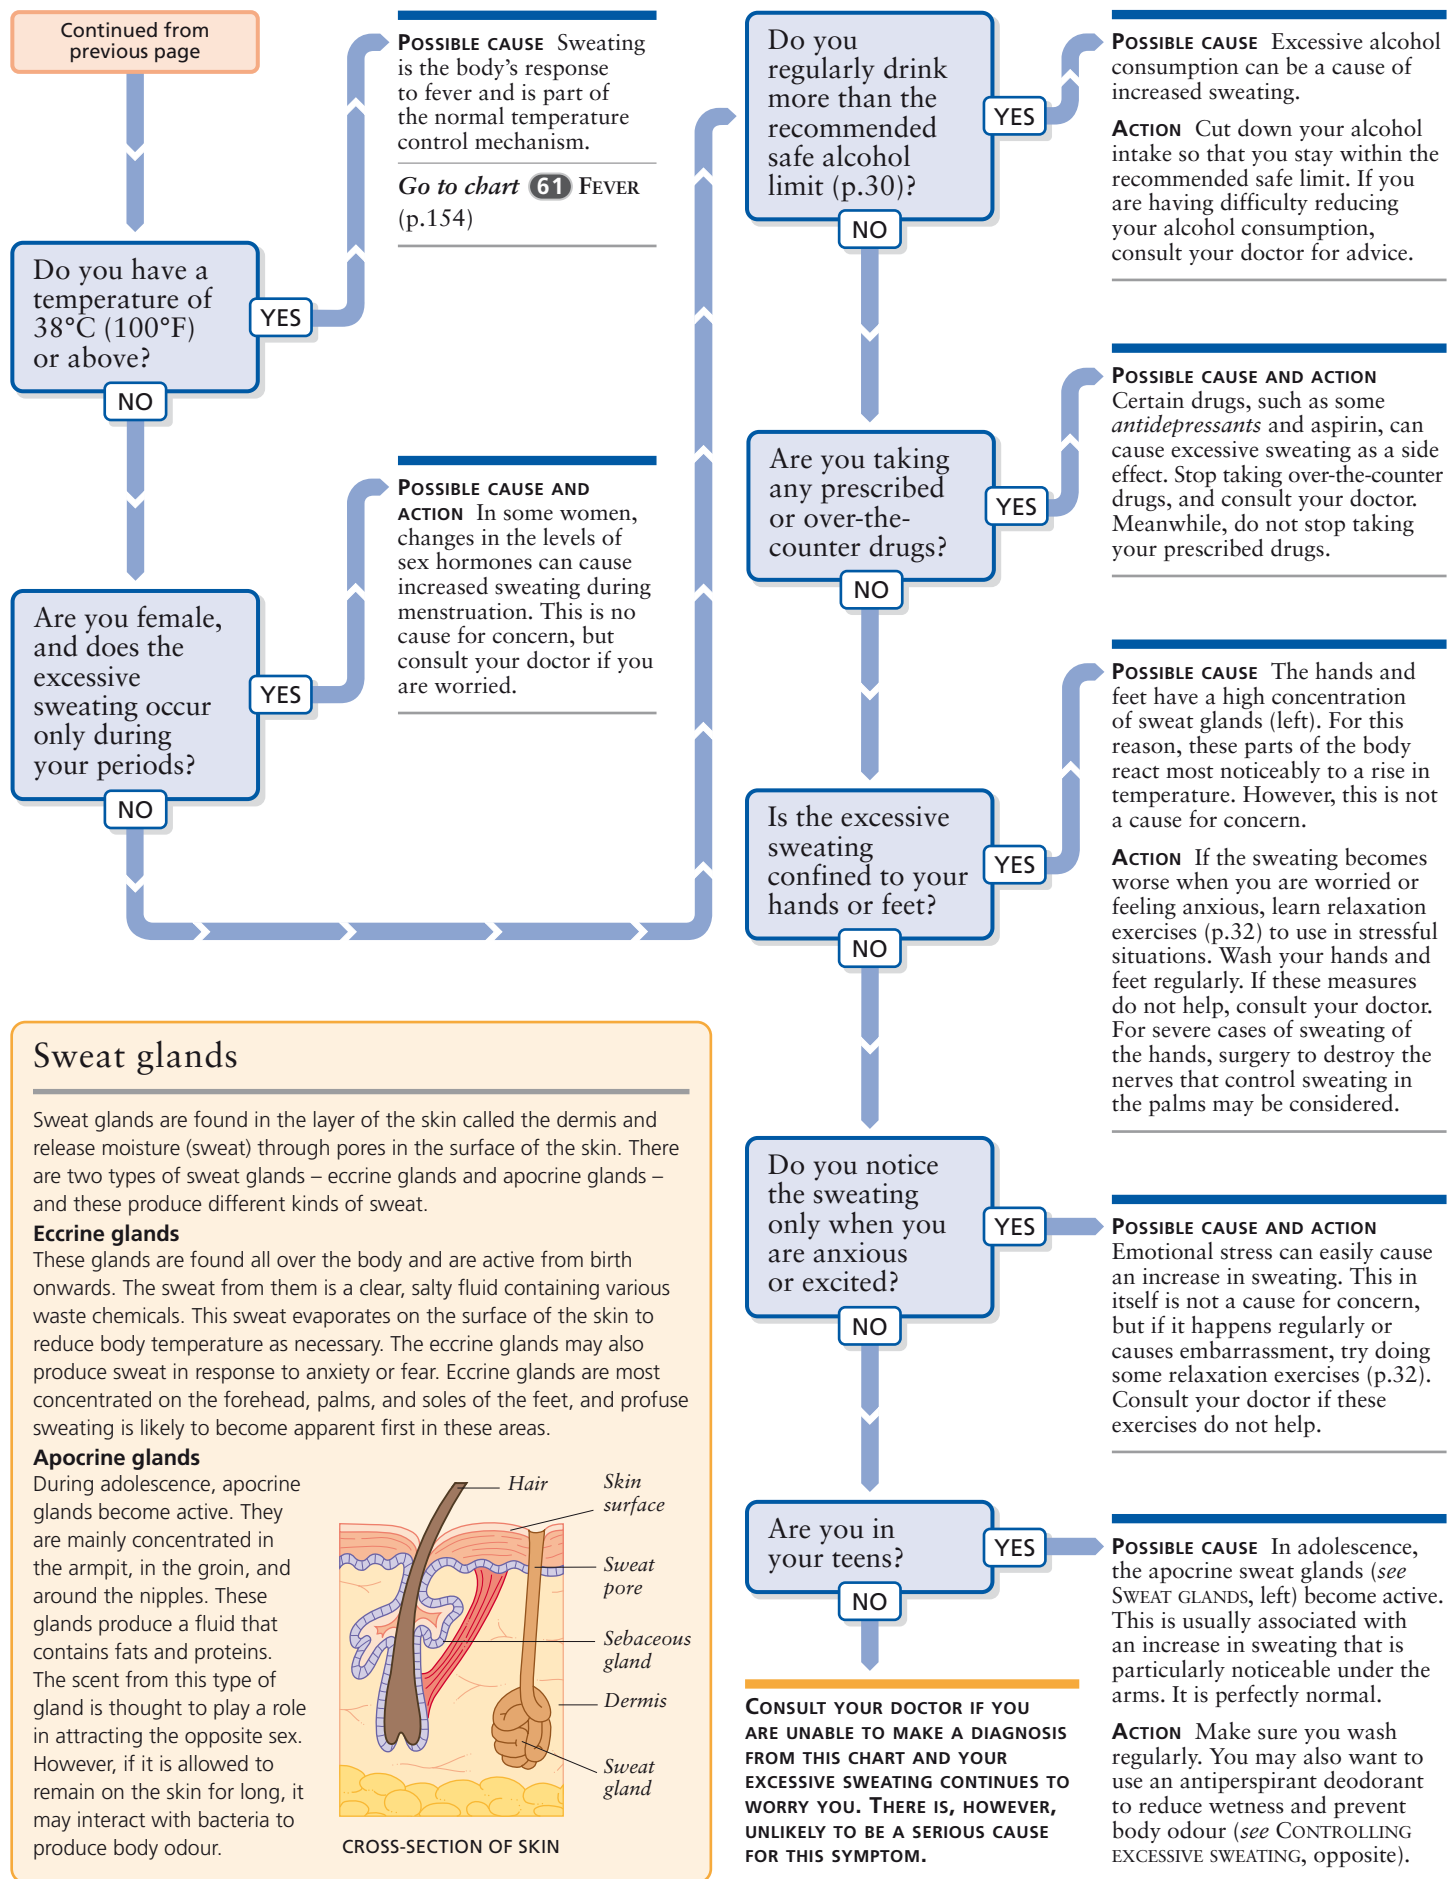 Continued from
previous page
Do you have a
temperature of
38°C (100°F)
or above?
YES
NO
POSSIBLE CAUSE Sweating
is the body's response
to fever and is part of
the normal temperature
control mechanism.
Go to chart 61 FEVER
(p.154)
Are you female,
and does the
excessive
sweating occur
only during
your periods?
YES
NO
POSSIBLE CAUSE AND
ACTION In some women,
changes in the levels of
sex hormones can cause
increased sweating during
menstruation. This is no
cause for concern, but
consult your doctor if you
are worried.
Do you
regularly drink
more than the
recommended
safe alcohol
limit (p.30)?
YES
NO
POSSIBLE CAUSE Excessive alcohol
consumption can be a cause of
increased sweating.
ACTION Cut down your alcohol
intake so that you stay within the
recommended safe limit. If you
are having difficulty reducing
your alcohol consumption,
consult your doctor for advice.
Are you taking
any prescribed
or over-the-
counter drugs?
YES
NO
POSSIBLE CAUSE AND ACTION
Certain drugs, such as some
antidepressants and aspirin, can
cause excessive sweating as a side
effect. Stop taking over-the-counter
drugs, and consult your doctor.
Meanwhile, do not stop taking
your prescribed drugs.
Is the excessive
sweating
confined to your
hands or feet?
YES
NO
POSSIBLE CAUSE The hands and
feet have a high concentration
of sweat glands (left). For this
reason, these parts of the body
react most noticeably to a rise in
temperature. However, this is not
a cause for concern.
ACTION If the sweating becomes
worse when you are worried or
feeling anxious, learn relaxation
exercises (p.32) to use in stressful
situations. Wash your hands and
feet regularly. If these measures
do not help, consult your doctor.
For severe cases of sweating of
the hands, surgery to destroy the
nerves that control sweating in
the palms may be considered.
Do you notice
the sweating
only when you
are anxious
or excited?
YES
NO
POSSIBLE CAUSE AND ACTION
Emotional stress can easily cause
an increase in sweating. This in
itself is not a cause for concern,
but if it happens regularly or
causes embarrassment, try doing
some relaxation exercises (p.32).
Consult your doctor if these
exercises do not help.
Are you in
your teens?
YES
NO
POSSIBLE CAUSE In adolescence,
the apocrine sweat glands (see
SWEAT GLANDS, left) become active.
This is usually associated with
an increase in sweating that is
particularly noticeable under the
arms. It is perfectly normal.
ACTION Make sure you wash
regularly. You may also want to
use an antiperspirant deodorant
to reduce wetness and prevent
body odour (see CONTROLLING
EXCESSIVE SWEATING, opposite).
CONSULT YOUR DOCTOR IF YOU
ARE UNABLE TO MAKE A DIAGNOSIS
FROM THIS CHART AND YOUR
EXCESSIVE SWEATING CONTINUES TO
WORRY YOU. THERE IS, HOWEVER,
UNLIKELY TO BE A SERIOUS CAUSE
FOR THIS SYMPTOM.
Sweat glands
Sweat glands are found in the layer of the skin called the dermis and
release moisture (sweat) through pores in the surface of the skin. There
are two types of sweat glands – eccrine glands and apocrine glands –
and these produce different kinds of sweat.
Eccrine glands
These glands are found all over the body and are active from birth
onwards. The sweat from them is a clear, salty fluid containing various
waste chemicals. This sweat evaporates on the surface of the skin to
reduce body temperature as necessary. The eccrine glands may also
produce sweat in response to anxiety or fear. Eccrine glands are most
concentrated on the forehead, palms, and soles of the feet, and profuse
sweating is likely to become apparent first in these areas.
Apocrine glands
During adolescence, apocrine
glands become active. They
are mainly concentrated in
the armpit, in the groin, and
around the nipples. These
glands produce a fluid that
contains fats and proteins.
The scent from this type of
gland is thought to play a role
in attracting the opposite sex.
However, if it is allowed to
remain on the skin for long, it
may interact with bacteria to
produce body odour.
Hair
Skin
surface
Sweat
pore
Sebaceous
gland
Dermis
Sweat
gland
CROSS-SECTION OF SKIN